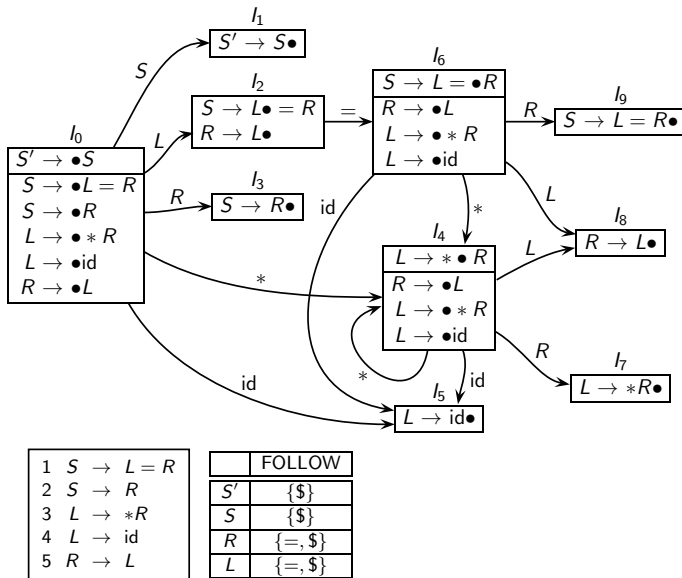 I₁
S′ → S●
S
I₆
S → L = ●R
R → ●L
L → ● ∗ R
L → ●id
I₂
S → L● = R
R → L●
=
R
I₉
S → L = R●
I₀
S′ → ●S
S → ●L = R
S → ●R
L → ● ∗ R
L → ●id
R → ●L
L
R
I₃
S → R●
id
∗
L
I₈
R → L●
∗
I₄
L → ∗ ● R
R → ●L
L → ● ∗ R
L → ●id
L
∗
R
I₇
L → ∗R●
id
id
I₅
L → id●
1 S → L = R
2 S → R
3 L → ∗R
4 L → id
5 R → L
FOLLOW
S′ {$}
S {$}
R {=, $}
L {=, $}